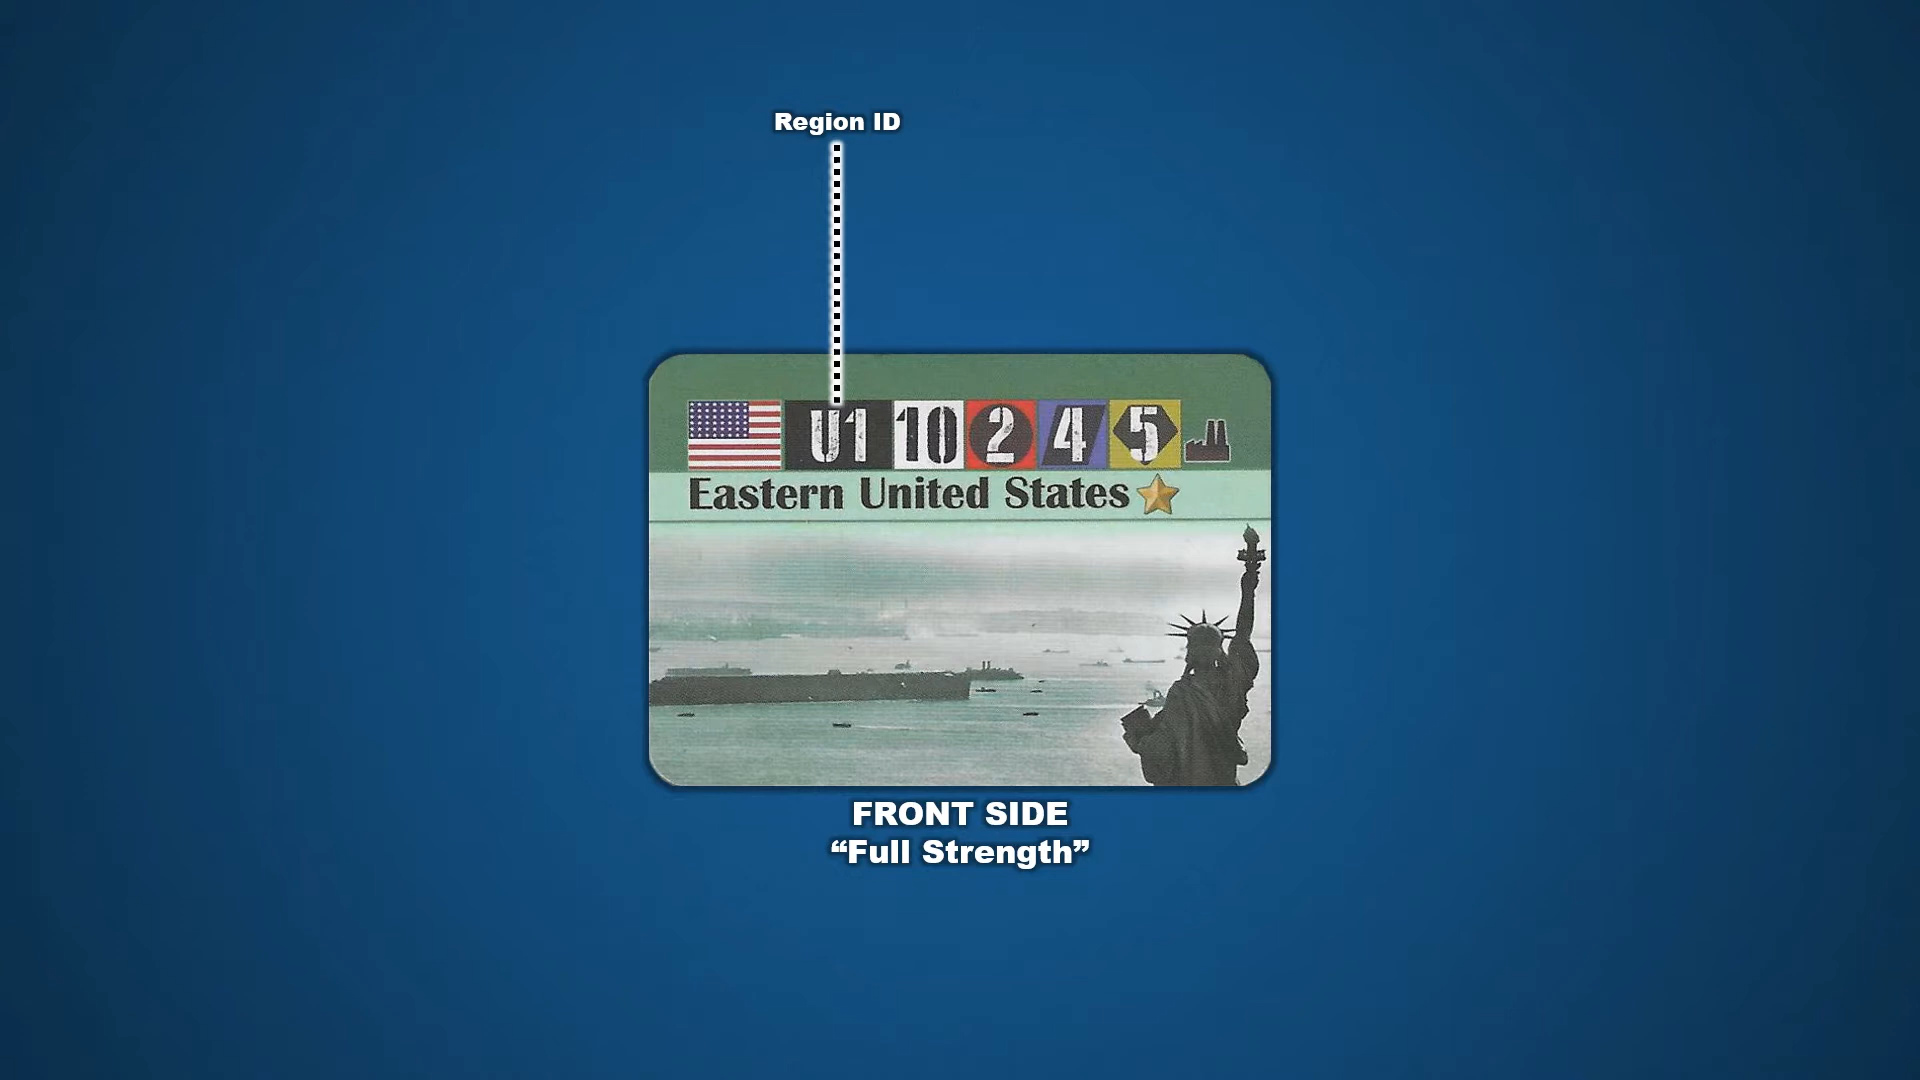 Region ID
U1 10 2 4 5
Eastern United States
FRONT SIDE
“Full Strength”